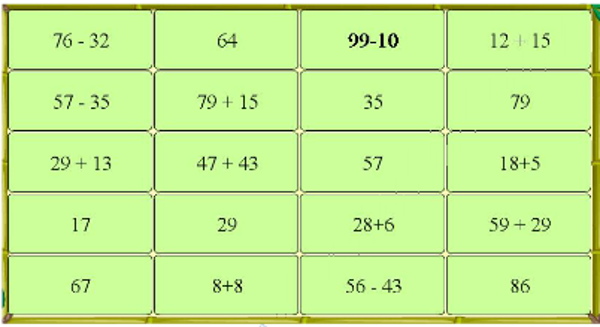 76 - 32 64 99-10 12 + 15
57 - 35 79 + 15 35 79
29 + 13 47 + 43 57 18+5
17 29 28+6 59 + 29
67 8+8 56 - 43 86